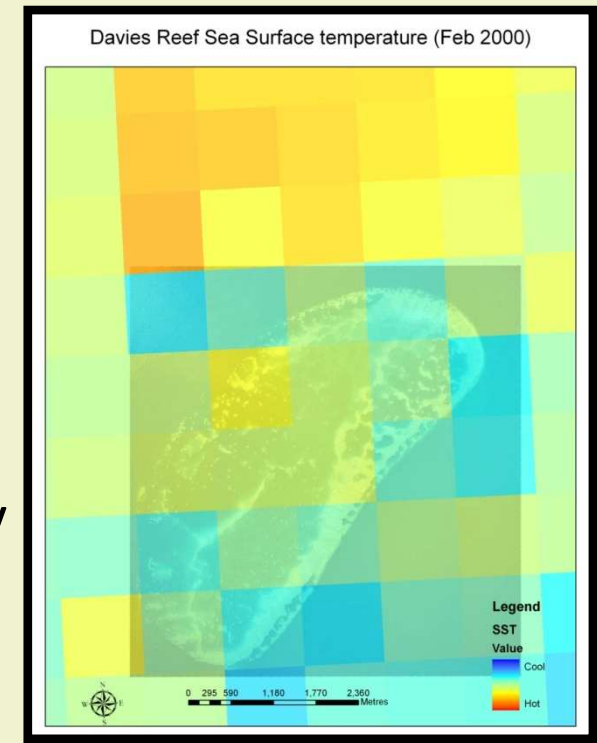 Davies Reef Sea Surface temperature (Feb 2000)
Legend
SST
Value
Cool
Hot
N
W E
S
0 295 590 1,180 1,770 2,360
Metres